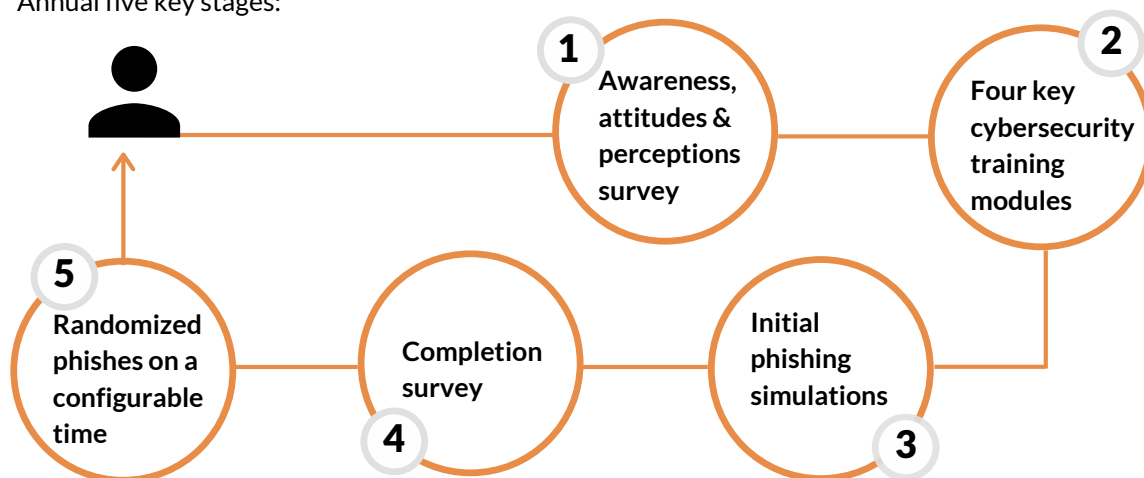 Annual five key stages:
1
Awareness,
attitudes &
perceptions
survey
2
Four key
cybersecurity
training
modules
3
Initial
phishing
simulations
4
Completion
survey
5
Randomized
phishes on a
configurable
time